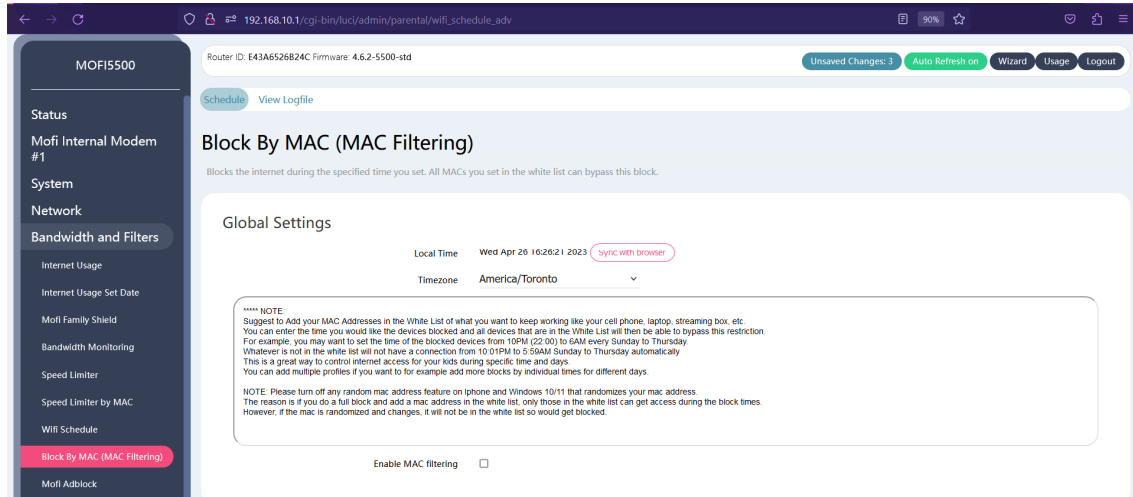 192.168.10.1/cgi-bin/luci/admin/parental/wifi_schedule_adv
90%
MOFI5500
Router ID: E43A6526B24C Firmware: 4.6.2-5500-std
Unsaved Changes: 3
Auto Refresh on
Wizard
Usage
Logout
Status
Mofi Internal Modem
#1
System
Network
Bandwidth and Filters
Internet Usage
Internet Usage Set Date
Mofi Family Shield
Bandwidth Monitoring
Speed Limiter
Speed Limiter by MAC
Wifi Schedule
Block By MAC (MAC Filtering)
Mofi Adblock
Schedule
View Logfile
Block By MAC (MAC Filtering)
Blocks the internet during the specified time you set. All MACs you set in the white list can bypass this block.
Global Settings
Local Time
Wed Apr 26 16:26:21 2023
Sync with browser
Timezone
America/Toronto
***** NOTE:
Suggest to Add your MAC Addresses in the White List of what you want to keep working like your cell phone, laptop, streaming box, etc.
You can enter the time you would like the devices blocked and all devices that are in the White List will then be able to bypass this restriction.
For example, you may want to set the time of the blocked devices from 10PM (22:00) to 6AM every Sunday to Thursday.
Whatever is not in the white list will not have a connection from 10:01PM to 5:59AM Sunday to Thursday automatically
This is a great way to control internet access for your kids during specific time and days.
You can add multiple profiles if you want to for example add more blocks by individual times for different days.
NOTE: Please turn off any random mac address feature on Iphone and Windows 10/11 that randomizes your mac address.
The reason is if you do a full block and add a mac address in the white list, only those in the white list can get access during the block times.
However, if the mac is randomized and changes, it will not be in the white list so would get blocked.
Enable MAC filtering